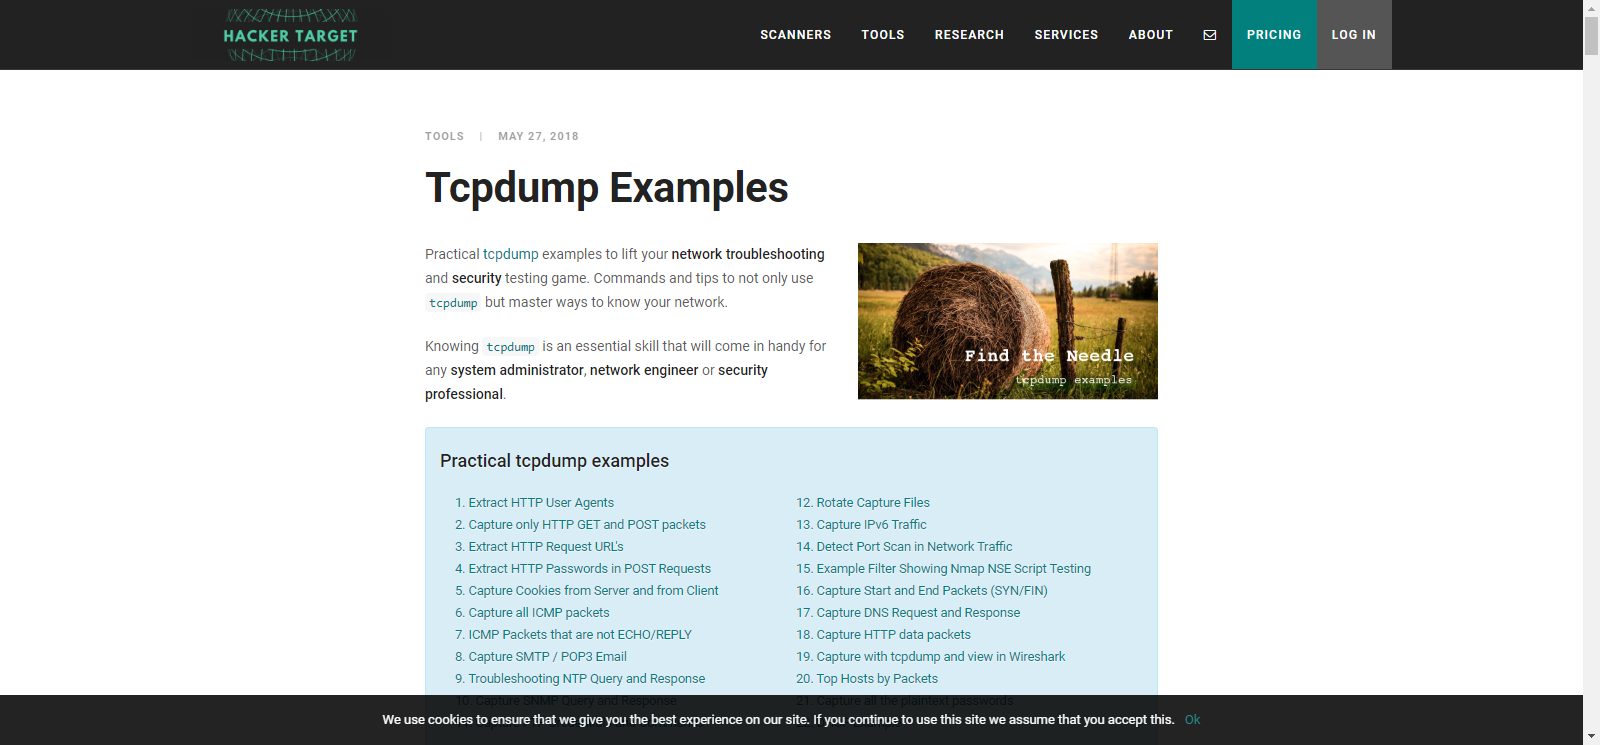 HACKER TARGET
SCANNERS TOOLS RESEARCH SERVICES ABOUT PRICING LOG IN
TOOLS | MAY 27, 2018
Tcpdump Examples
Practical tcpdump examples to lift your network troubleshooting
and security testing game. Commands and tips to not only use
tcpdump but master ways to know your network.
Knowing tcpdump is an essential skill that will come in handy for
any system administrator, network engineer or security
professional.
Find the Needle
tcpdump examples
Practical tcpdump examples
1. Extract HTTP User Agents
2. Capture only HTTP GET and POST packets
3. Extract HTTP Request URL's
4. Extract HTTP Passwords in POST Requests
5. Capture Cookies from Server and from Client
6. Capture all ICMP packets
7. ICMP Packets that are not ECHO/REPLY
8. Capture SMTP / POP3 Email
9. Troubleshooting NTP Query and Response
10. Capture SNMP Query and Response
12. Rotate Capture Files
13. Capture IPv6 Traffic
14. Detect Port Scan in Network Traffic
15. Example Filter Showing Nmap NSE Script Testing
16. Capture Start and End Packets (SYN/FIN)
17. Capture DNS Request and Response
18. Capture HTTP data packets
19. Capture with tcpdump and view in Wireshark
20. Top Hosts by Packets
21. Capture all the plaintext passwords
We use cookies to ensure that we give you the best experience on our site. If you continue to use this site we assume that you accept this. Ok